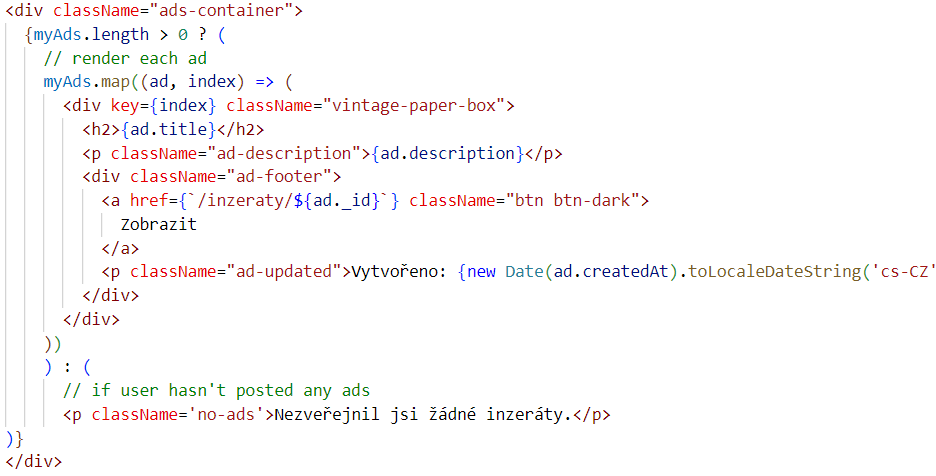 <div className="ads-container">
  {myAds.length > 0 ? (
    // render each ad
    myAds.map((ad, index) => (
      <div key={index} className="vintage-paper-box">
        <h2>{ad.title}</h2>
        <p className="ad-description">{ad.description}</p>
        <div className="ad-footer">
          <a href={`/inzeraty/${ad._id}`} className="btn btn-dark">
            Zobrazit
          </a>
          <p className="ad-updated">Vytvořeno: {new Date(ad.createdAt).toLocaleDateString('cs-CZ'
        </div>
      </div>
    ))
    ) : (
      // if user hasn't posted any ads
      <p className='no-ads'>Nezveřejnil jsi žádné inzeráty.</p>
)}
</div>